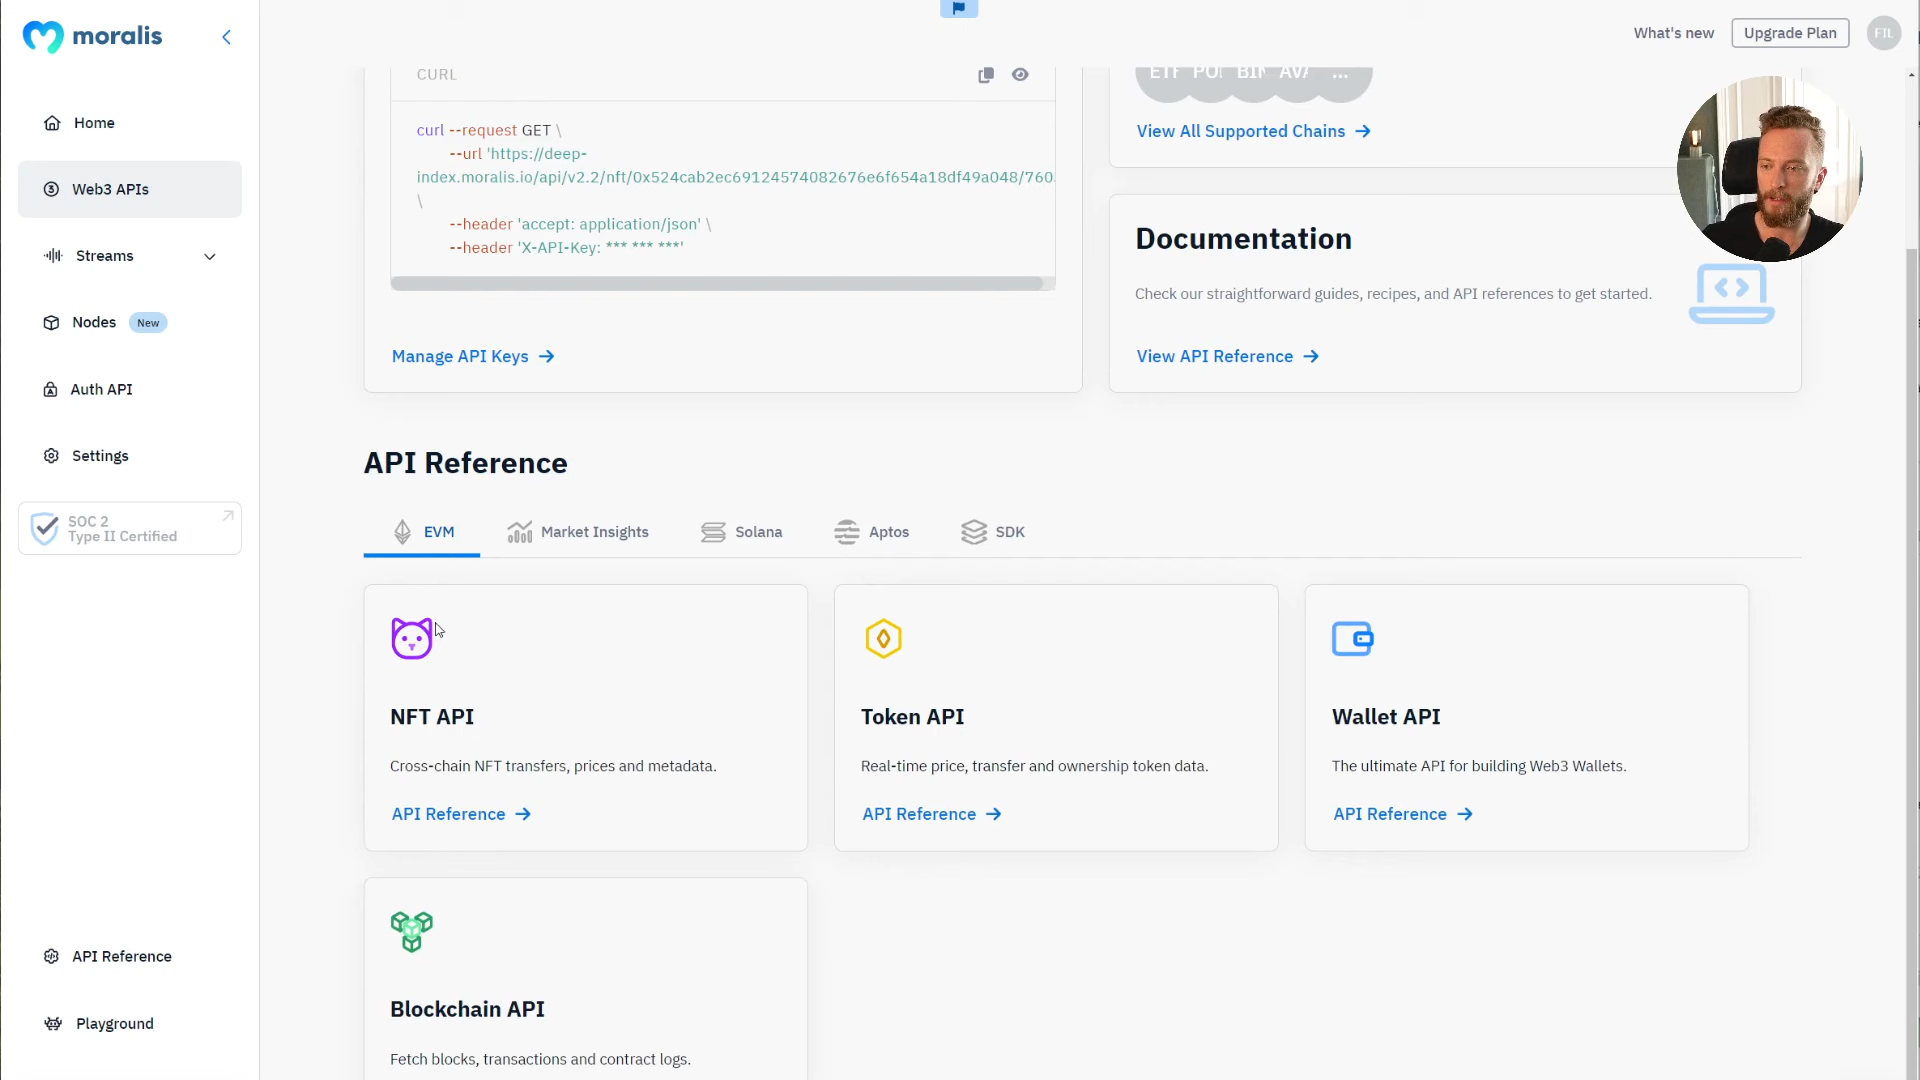 moralis
What's new
Upgrade Plan
FIL
Home
Web3 APIs
Streams
Nodes
New
Auth API
Settings
SOC 2
Type II Certified
API Reference
Playground
CURL
curl --request GET \
--url 'https://deep-
index.moralis.io/api/v2.2/nft/0x524cab2ec69124574082676e6f654a18df49a048/760
\
--header 'accept: application/json' \
--header 'X-API-Key: *** *** ***'
Manage API Keys
...
View All Supported Chains
Documentation
Check our straightforward guides, recipes, and API references to get started.
View API Reference
API Reference
EVM
Market Insights
Solana
Aptos
SDK
NFT API
Cross-chain NFT transfers, prices and metadata.
API Reference
Token API
Real-time price, transfer and ownership token data.
API Reference
Wallet API
The ultimate API for building Web3 Wallets.
API Reference
Blockchain API
Fetch blocks, transactions and contract logs.